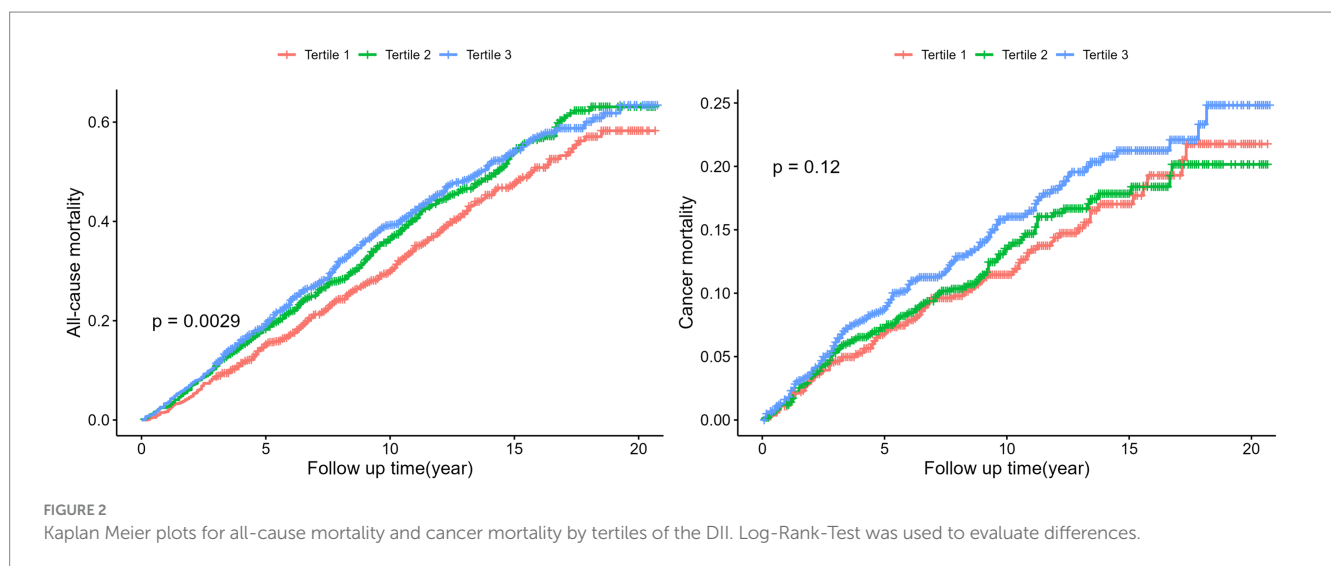 Tertile 1 Tertile 2 Tertile 3
All-cause mortality
0.6
0.4
0.2
0.0
p = 0.0029
0 5 10 15 20
Follow up time(year)
Tertile 1 Tertile 2 Tertile 3
Cancer mortality
0.25
0.20
0.15
0.10
0.05
0.00
p = 0.12
0 5 10 15 20
Follow up time(year)
FIGURE 2
Kaplan Meier plots for all-cause mortality and cancer mortality by tertiles of the DII. Log-Rank-Test was used to evaluate differences.